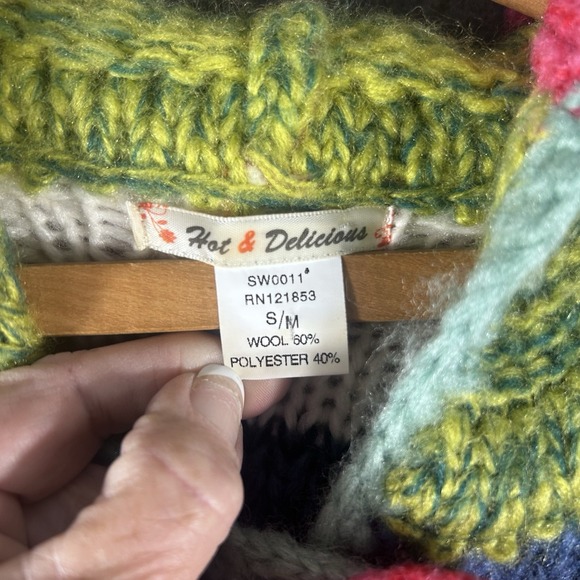 Hot & Delicious
SW0011
RN121853
S/M
WOOL 60%
POLYESTER 40%